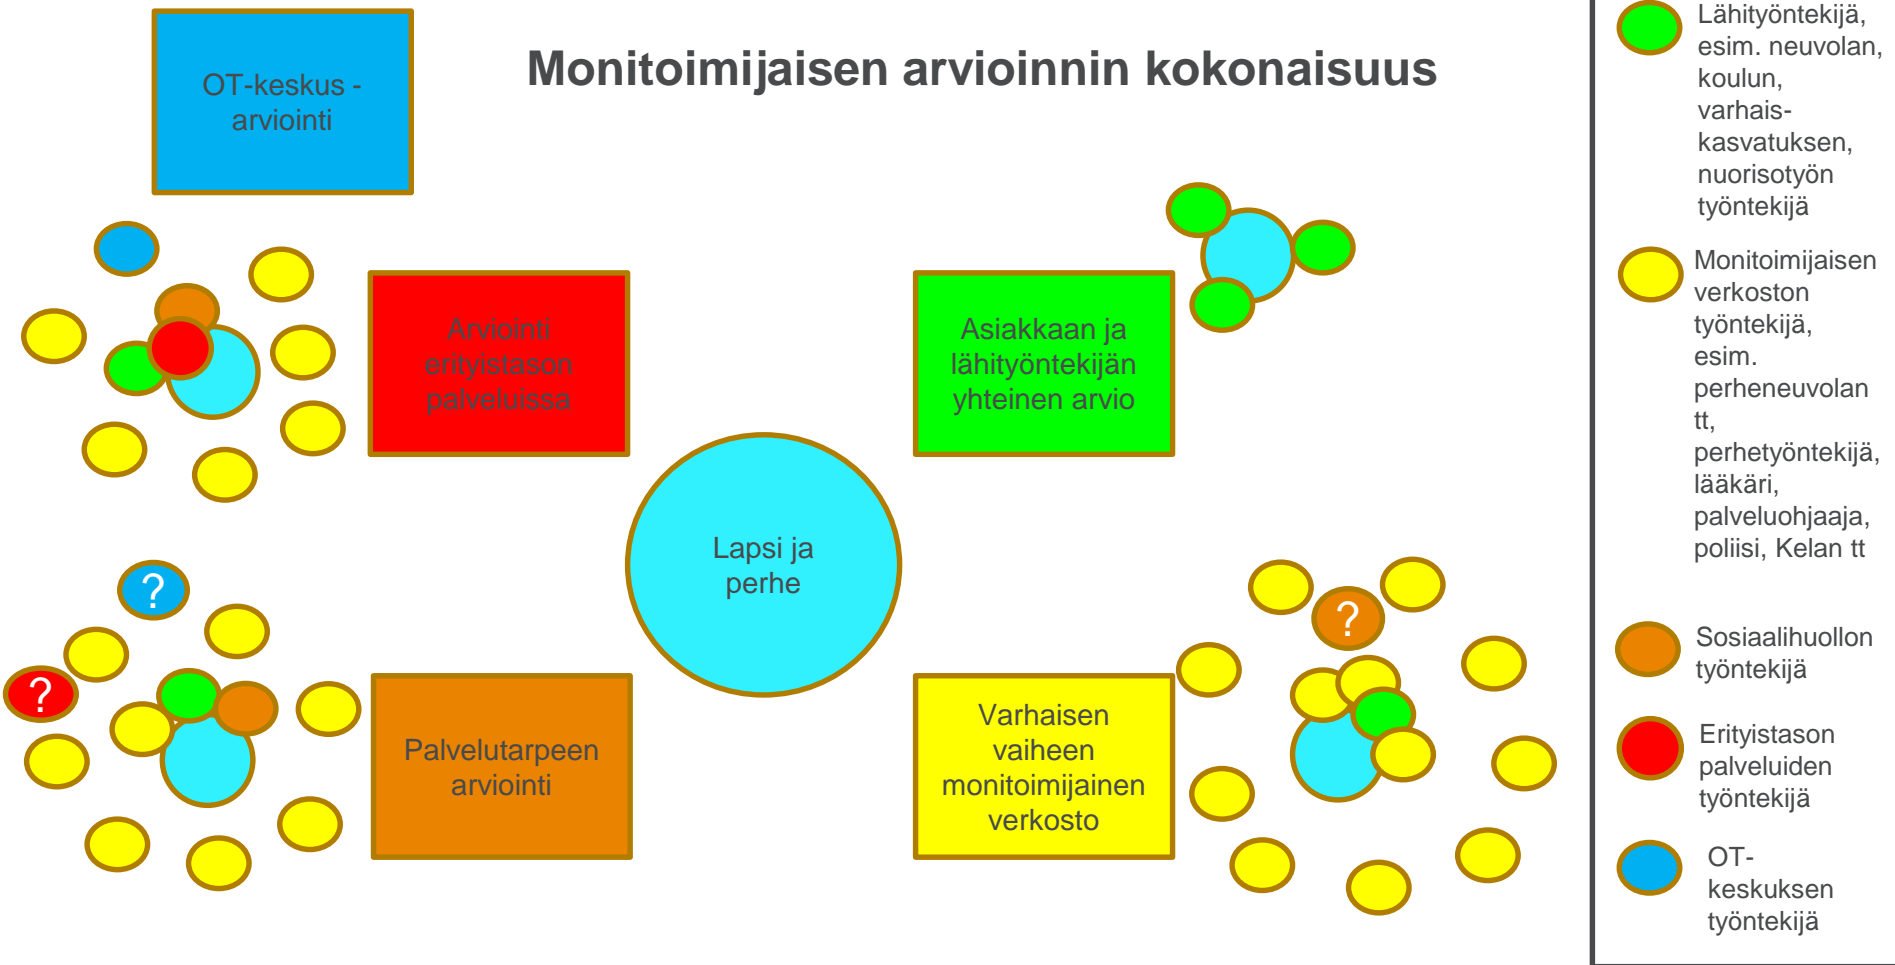 Monitoimijaisen arvioinnin kokonaisuus
OT-keskus -
arviointi
Arviointi
erityistason
palveluissa
Asiakkaan ja
lähityöntekijän
yhteinen arvio
Lapsi ja
perhe
?
?
?
Palvelutarpeen
arviointi
Varhaisen
vaiheen
monitoimijainen
verkosto
Lähityöntekijä,
esim. neuvolan,
koulun,
varhais-
kasvatuksen,
nuorisotyön
työntekijä
Monitoimijaisen
verkoston
työntekijä,
esim.
perheneuvolan
tt,
perhetyöntekijä,
lääkäri,
palveluohjaaja,
poliisi, Kelan tt
Sosiaalihuollon
työntekijä
Erityistason
palveluiden
työntekijä
OT-
keskuksen
työntekijä